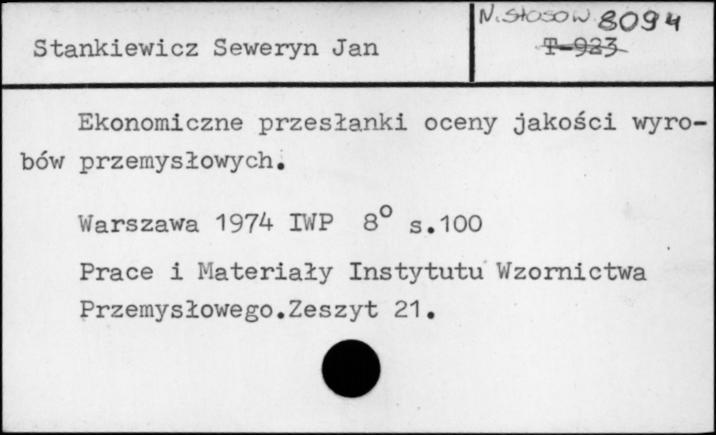 N. stosow. 8094
Stankiewicz Seweryn Jan
T-923
Ekonomiczne przesłanki oceny jakości wyro-
bów przemysłowych.
Warszawa 1974 IWP 8° s.100
Prace i Materiały Instytutu Wzornictwa
Przemysłowego.Zeszyt 21.